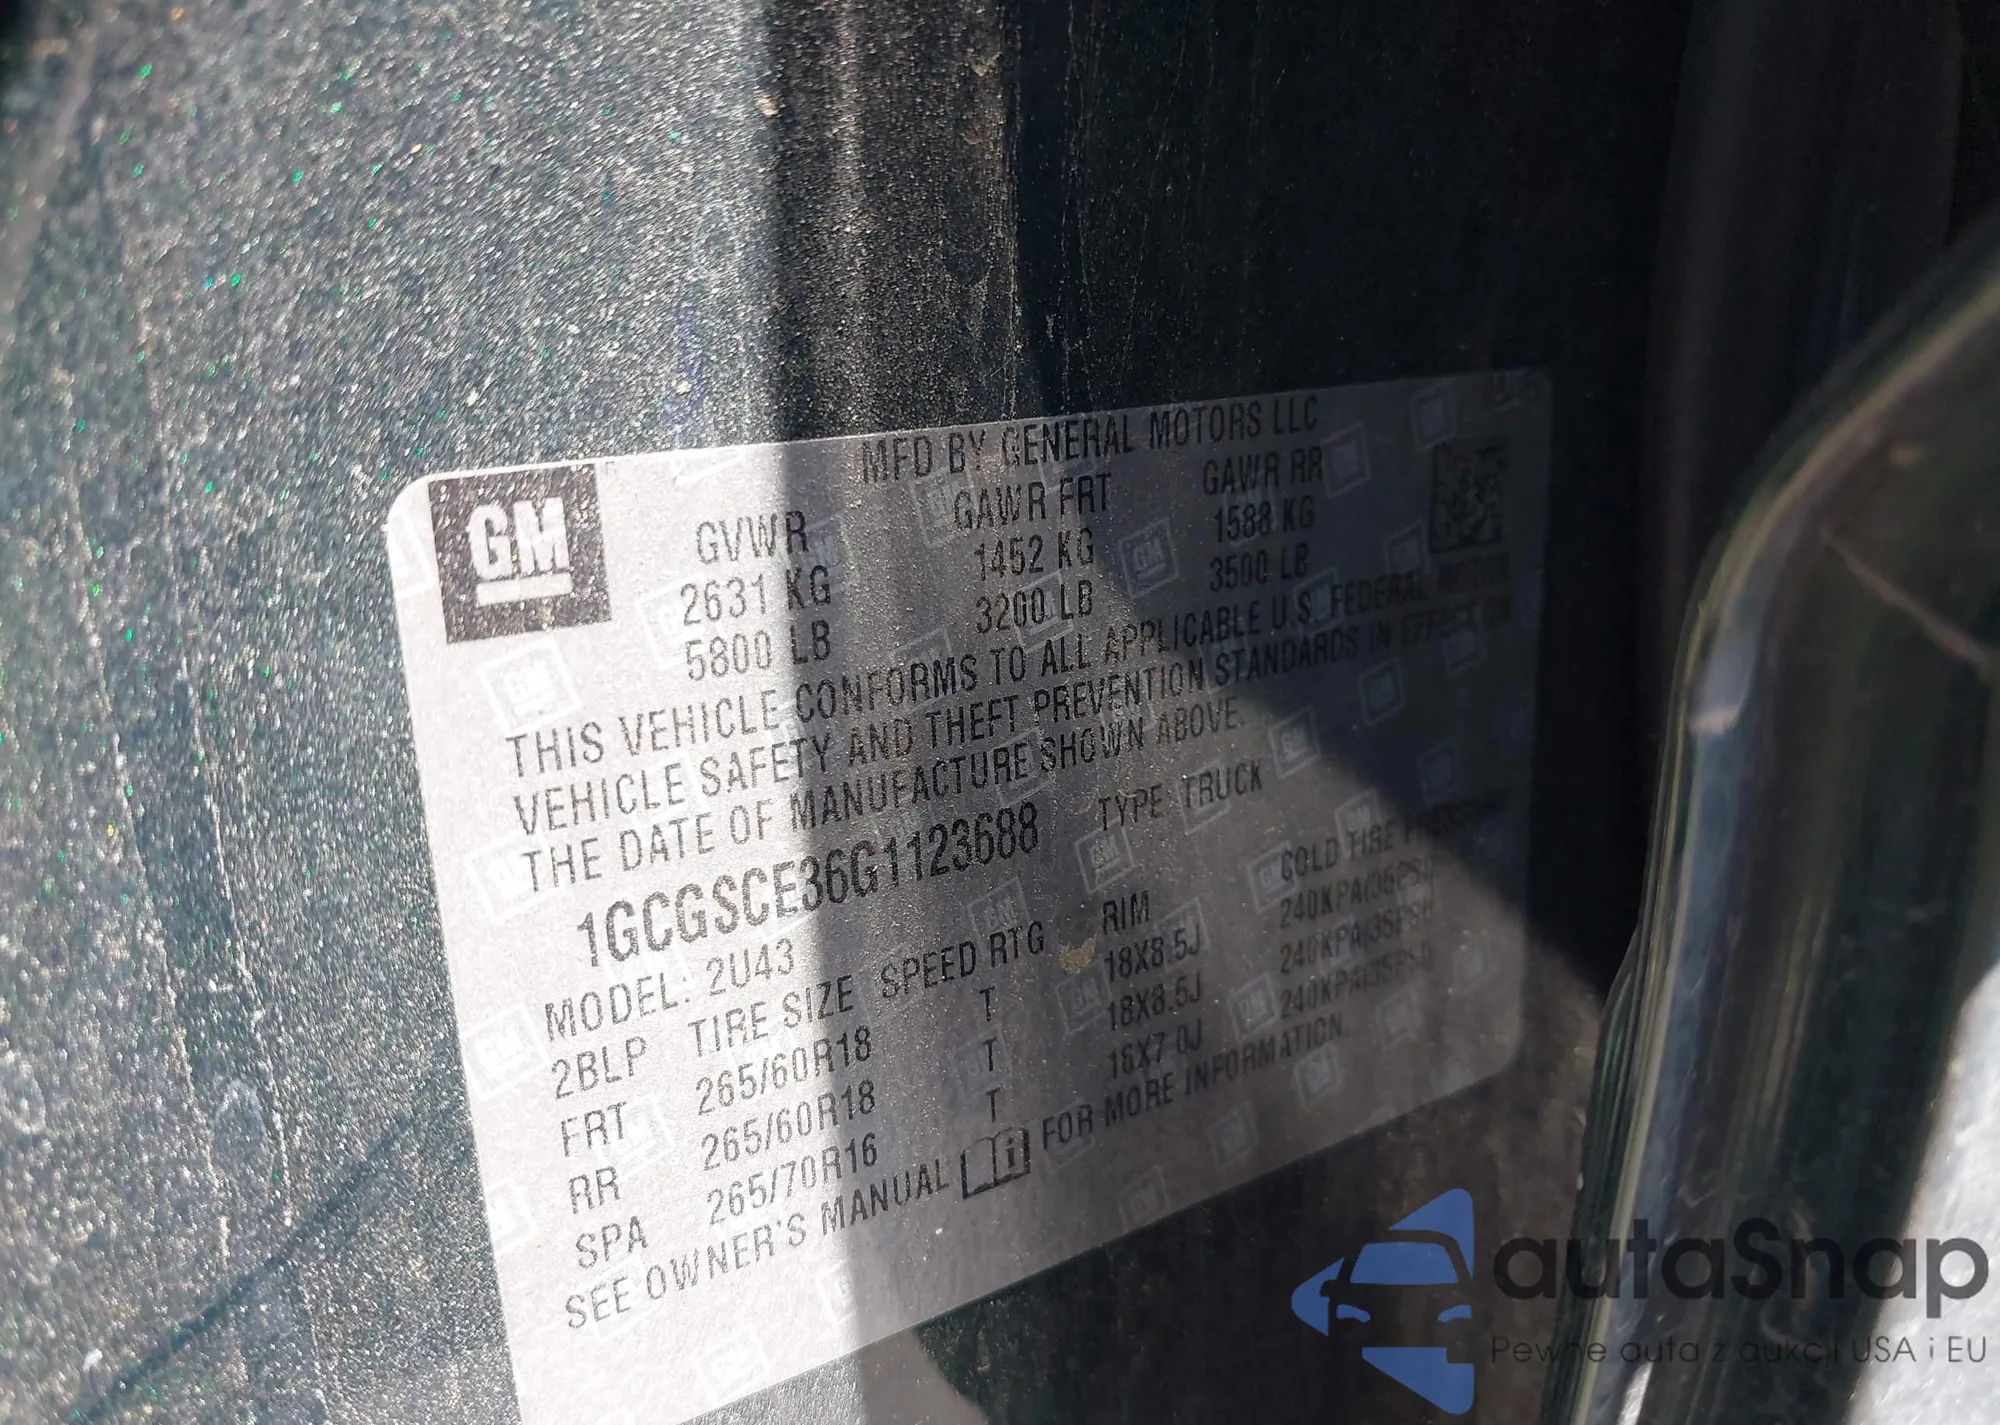 GM
MFD BY GENERAL MOTORS LLC
GVWR GAWR FRT GAWR RR
2631 KG 1452 KG 1588 KG
5800 LB 3200 LB 3500 LB
THIS VEHICLE CONFORMS TO ALL APPLICABLE U.S. FEDERAL MOTOR
VEHICLE SAFETY AND THEFT PREVENTION STANDARDS IN EFFECT ON
THE DATE OF MANUFACTURE SHOWN ABOVE.
1GCGSCE36G1123688 TYPE: TRUCK
MODEL: 2U43
2BLP TIRE SIZE SPEED RTG RIM COLD TIRE PRESSURE
FRT 265/60R18 T 18X8.5J 240KPA(35PSI)
RR 265/60R18 T 18X8.5J 240KPA(35PSI)
SPA 265/70R16 T 16X7.0J 240KPA(35PSI)
SEE OWNER'S MANUAL FOR MORE INFORMATION.
autaSnap
Pewne auta z aukcji USA i EU